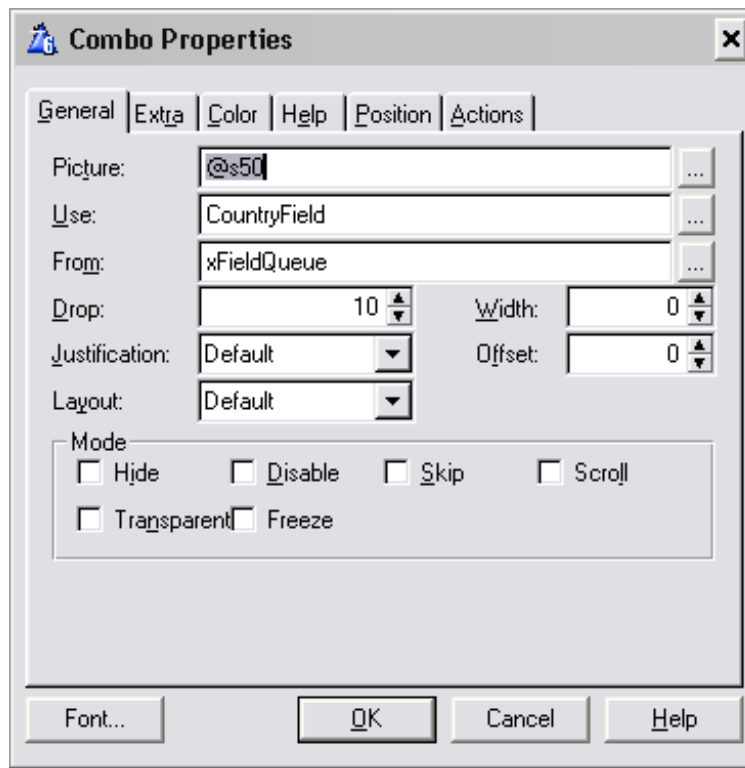 6 Combo Properties
General Extra Color Help Position Actions
Picture: @s50 ...
Use: CountryField ...
From: xFieldQueue ...
Drop: 10 Width: 0
Justification: Default Offset: 0
Layout: Default
Mode
Hide Disable Skip Scroll
Transparent Freeze
Font... OK Cancel Help